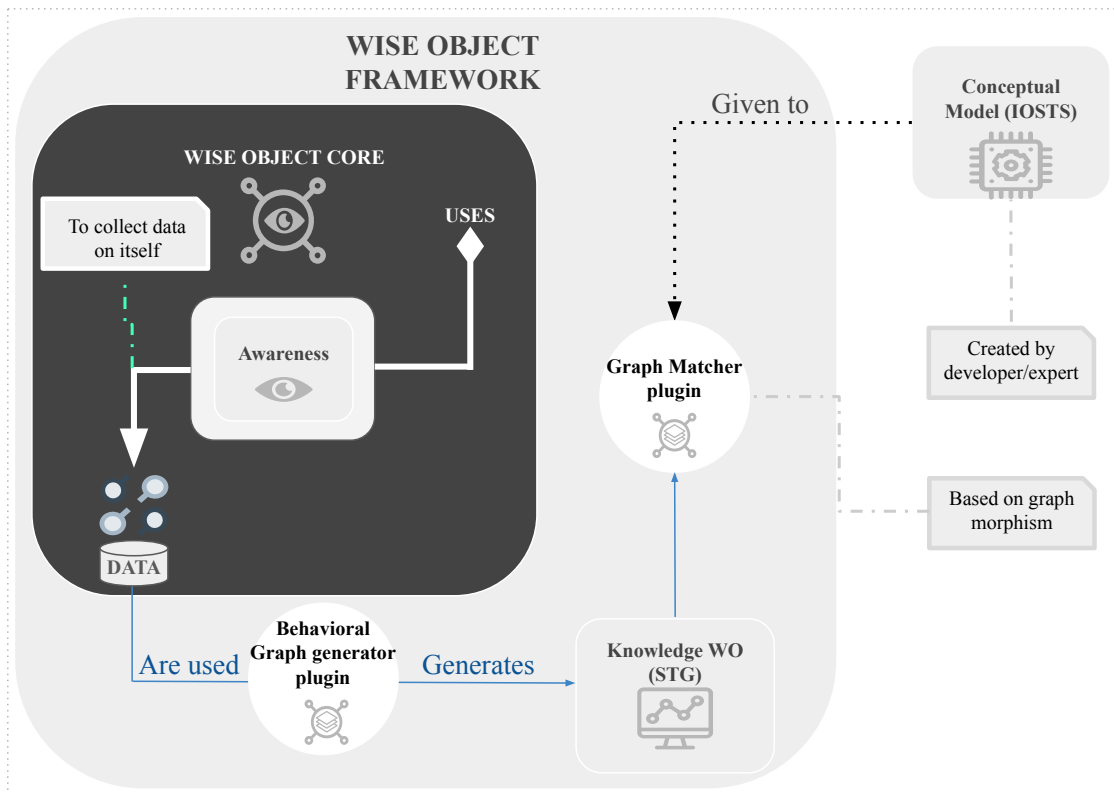 WISE OBJECT
FRAMEWORK
WISE OBJECT CORE
To collect data
on itself
USES
Awareness
DATA
Are used
Behavioral
Graph generator
plugin
Generates
Knowledge WO
(STG)
Graph Matcher
plugin
Given to
Conceptual
Model (IOSTS)
Created by
developer/expert
Based on graph
morphism